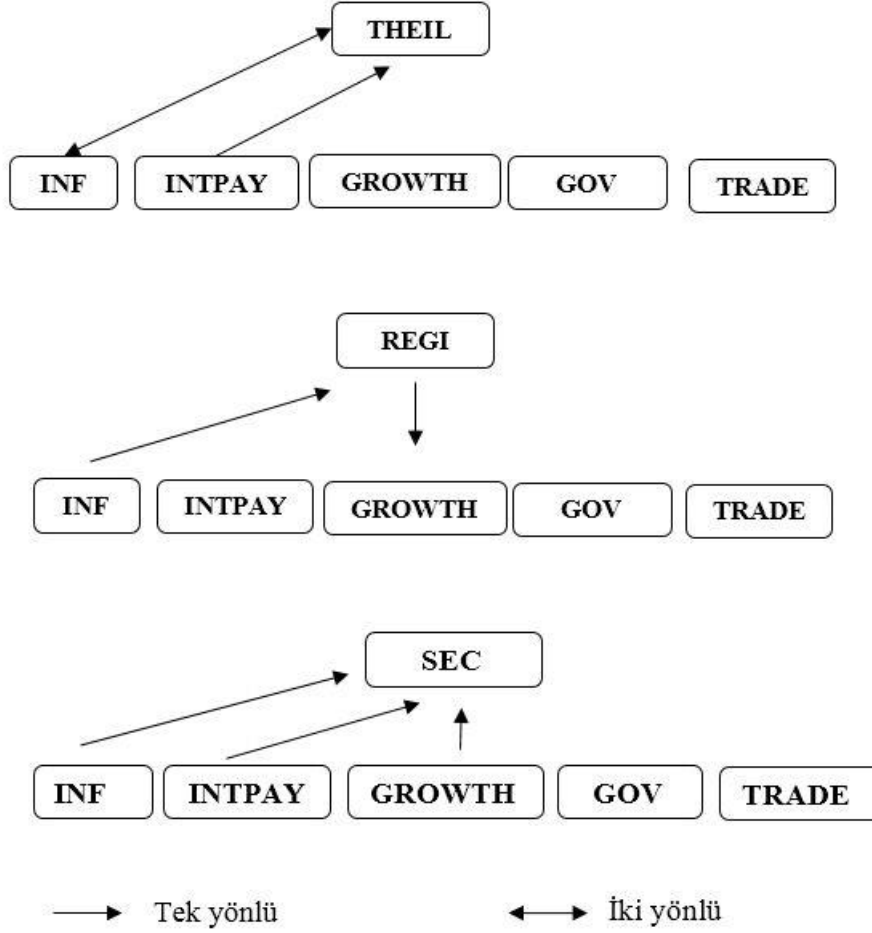 THEIL
INF INTPAY GROWTH GOV TRADE
REGI
INF INTPAY GROWTH GOV TRADE
SEC
INF INTPAY GROWTH GOV TRADE
Tek yönlü İki yönlü